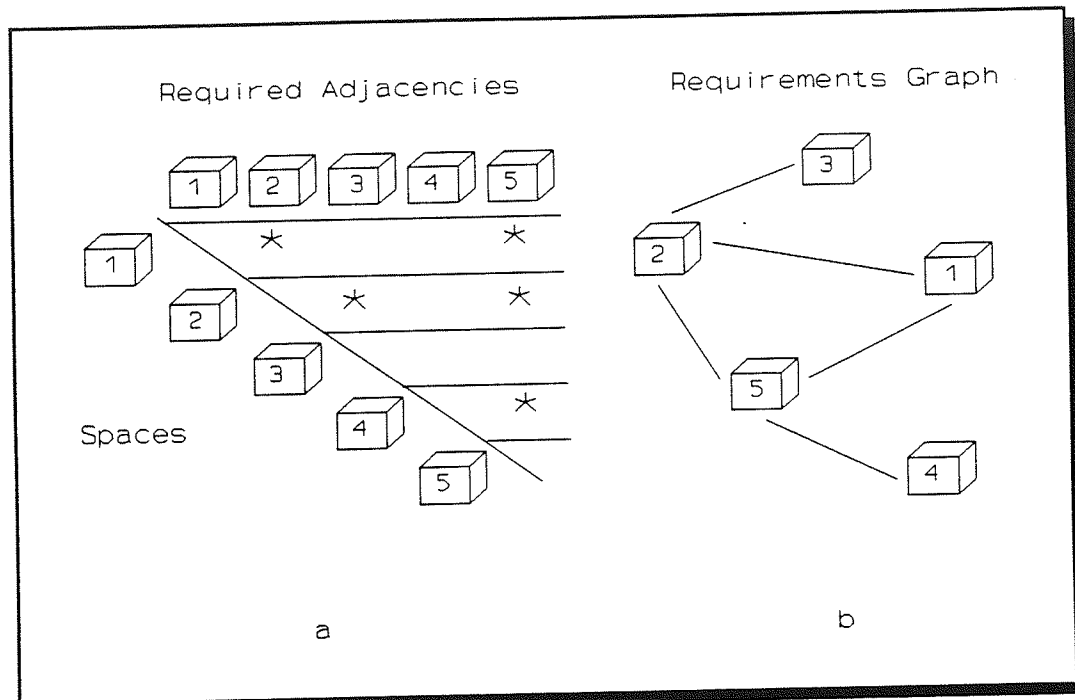 Required Adjacencies
1 2 3 4 5
1 * *
2 * *
3
4 *
5
Spaces
a
Requirements Graph
3
2
1
5
4
b